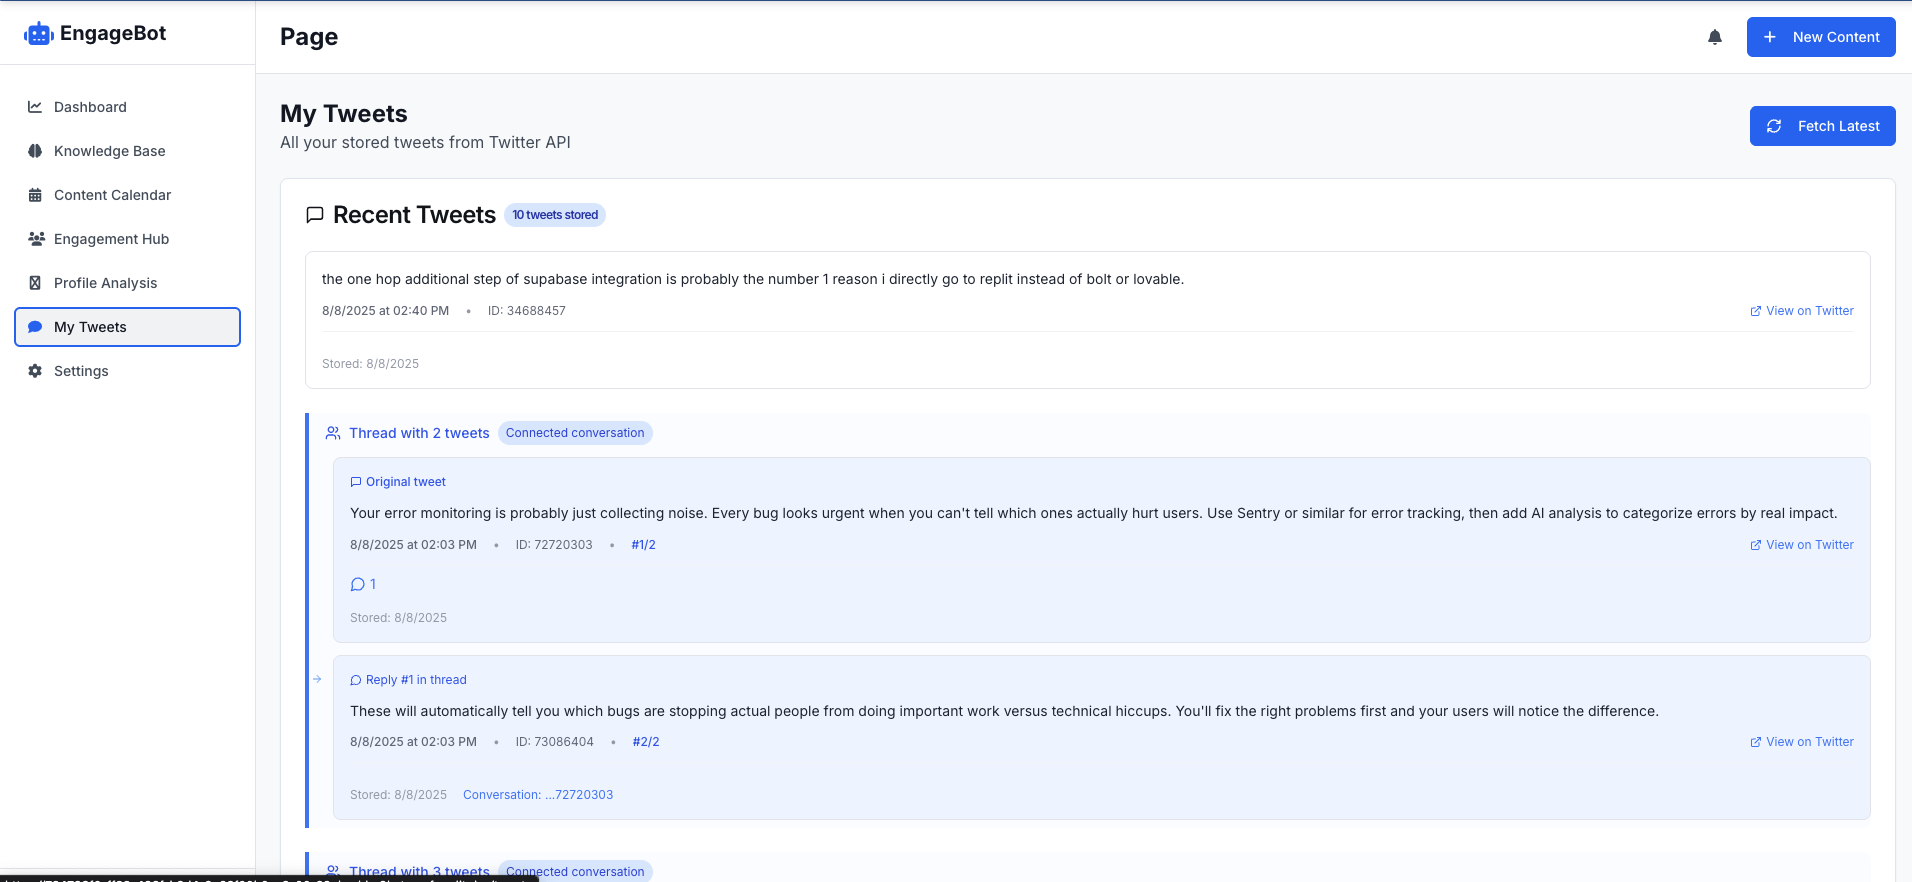 EngageBot
Page
New Content
Dashboard
Knowledge Base
Content Calendar
Engagement Hub
Profile Analysis
My Tweets
Settings
My Tweets
All your stored tweets from Twitter API
Fetch Latest
Recent Tweets 10 tweets stored
the one hop additional step of supabase integration is probably the number 1 reason i directly go to replit instead of bolt or lovable.
8/8/2025 at 02:40 PM • ID: 34688457 View on Twitter
Stored: 8/8/2025
Thread with 2 tweets Connected conversation
Original tweet
Your error monitoring is probably just collecting noise. Every bug looks urgent when you can't tell which ones actually hurt users. Use Sentry or similar for error tracking, then add AI analysis to categorize errors by real impact.
8/8/2025 at 02:03 PM • ID: 72720303 • #1/2 View on Twitter
1
Stored: 8/8/2025
Reply #1 in thread
These will automatically tell you which bugs are stopping actual people from doing important work versus technical hiccups. You'll fix the right problems first and your users will notice the difference.
8/8/2025 at 02:03 PM • ID: 73086404 • #2/2 View on Twitter
Stored: 8/8/2025 Conversation: ...72720303
Thread with 3 tweets Connected conversation